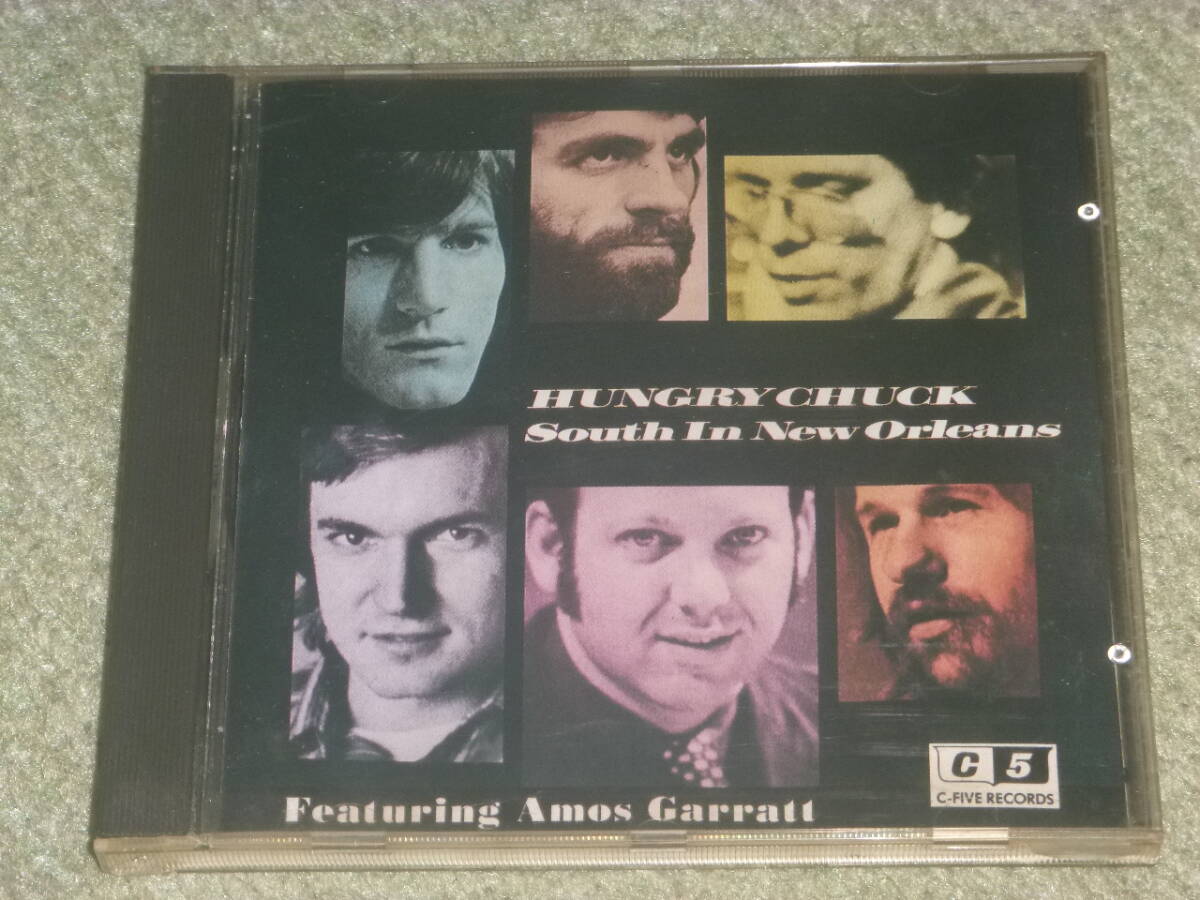 HUNGRY CHUCK
South In New Orleans
C 5
C-FIVE RECORDS
Featuring Amos Garratt